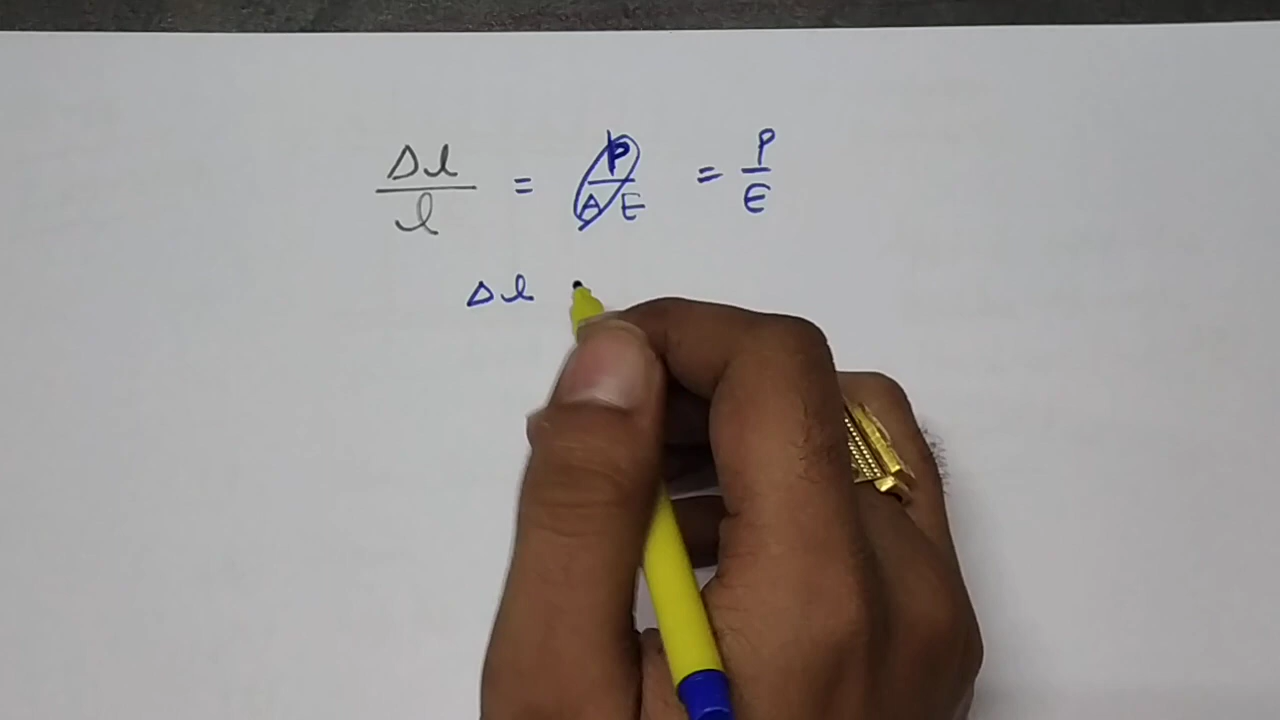 Δl/l = P/AE = P/E
Δl